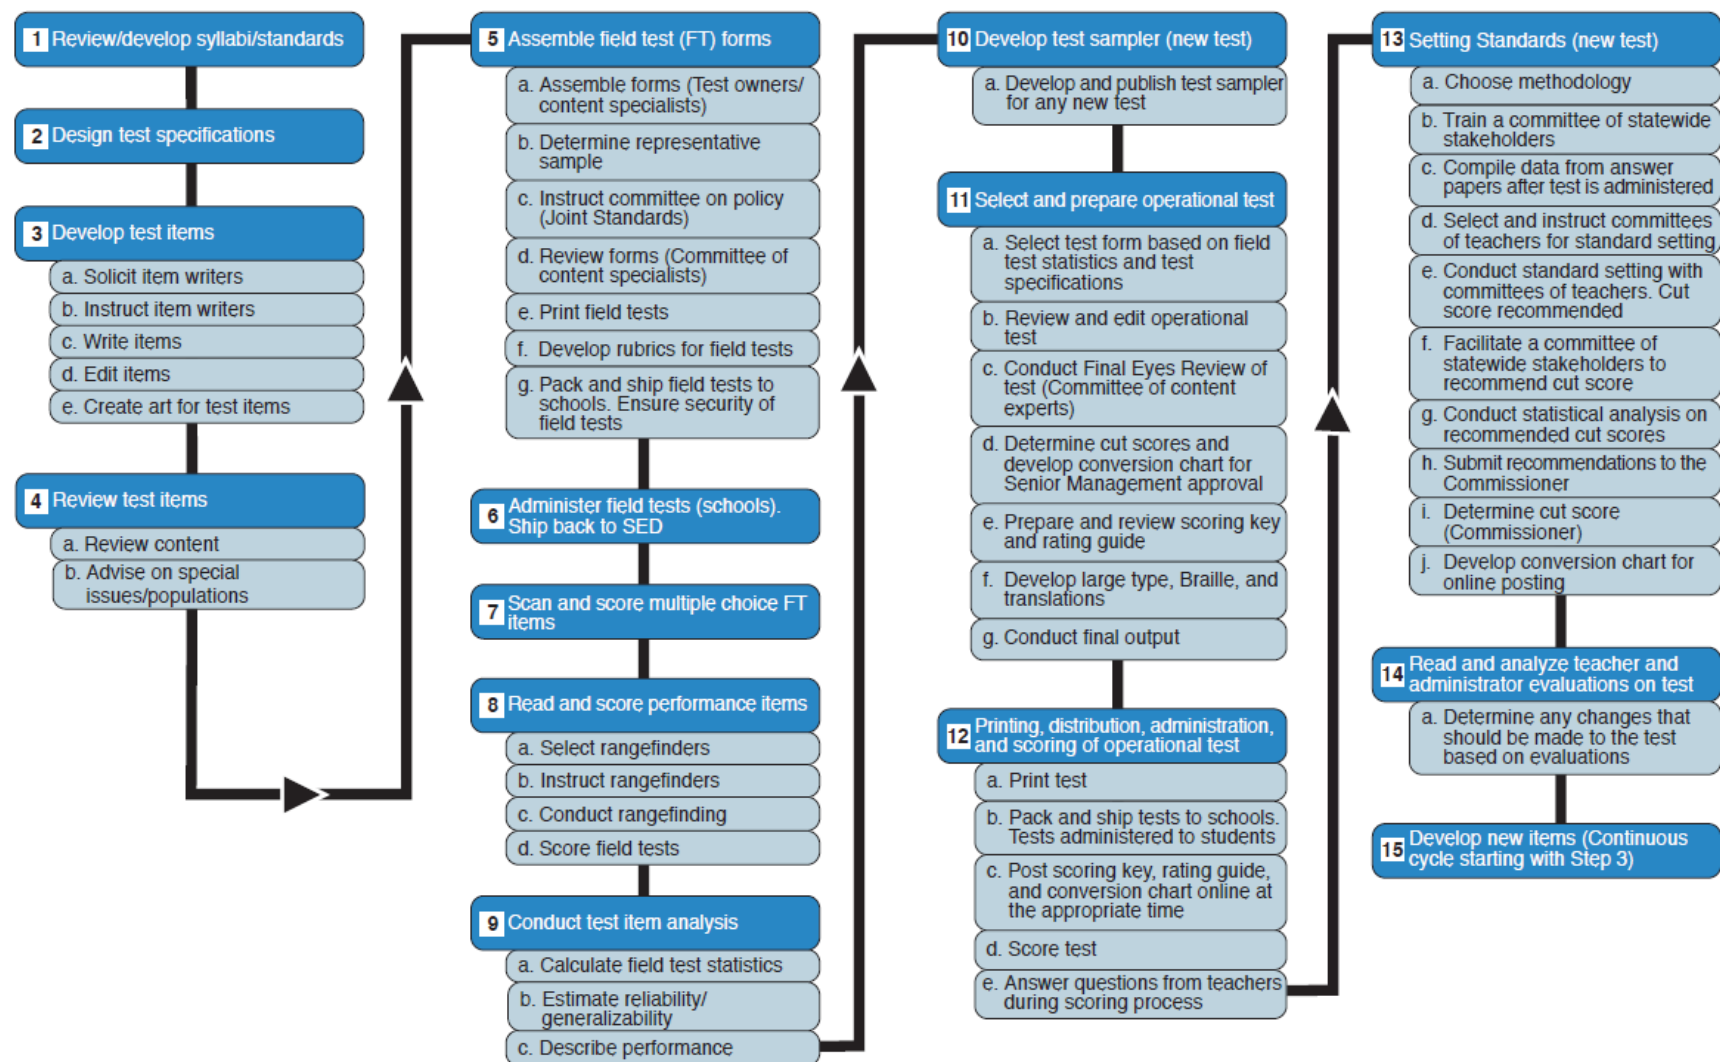 1 Review/develop syllabi/standards
2 Design test specifications
3 Develop test items
a. Solicit item writers
b. Instruct item writers
c. Write items
d. Edit items
e. Create art for test items
4 Review test items
a. Review content
b. Advise on special
issues/populations
5 Assemble field test (FT) forms
a. Assemble forms (Test owners/
content specialists)
b. Determine representative
sample
c. Instruct committee on policy
(Joint Standards)
d. Review forms (Committee of
content specialists)
e. Print field tests
f. Develop rubrics for field tests
g. Pack and ship field tests to
schools. Ensure security of
field tests
6 Administer field tests (schools).
Ship back to SED
7 Scan and score multiple choice FT
items
8 Read and score performance items
a. Select rangefinders
b. Instruct rangefinders
c. Conduct rangefinding
d. Score field tests
9 Conduct test item analysis
a. Calculate field test statistics
b. Estimate reliability/
generalizability
c. Describe performance
10 Develop test sampler (new test)
a. Develop and publish test sampler
for any new test
11 Select and prepare operational test
a. Select test form based on field
test statistics and test
specifications
b. Review and edit operational
test
c. Conduct Final Eyes Review of
test (Committee of content
experts)
d. Determine cut scores and
develop conversion chart for
Senior Management approval
e. Prepare and review scoring key
and rating guide
f. Develop large type, Braille, and
translations
g. Conduct final output
12 Printing, distribution, administration,
and scoring of operational test
a. Print test
b. Pack and ship tests to schools.
Tests administered to students
c. Post scoring key, rating guide,
and conversion chart online at
the appropriate time
d. Score test
e. Answer questions from teachers
during scoring process
13 Setting Standards (new test)
a. Choose methodology
b. Train a committee of statewide
stakeholders
c. Compile data from answer
papers after test is administered
d. Select and instruct committees
of teachers for standard setting
e. Conduct standard setting with
committees of teachers. Cut
score recommended
f. Facilitate a committee of
statewide stakeholders to
recommend cut score
g. Conduct statistical analysis on
recommended cut scores
h. Submit recommendations to the
Commissioner
i. Determine cut score
(Commissioner)
j. Develop conversion chart for
online posting
14 Read and analyze teacher and
administrator evaluations on test
a. Determine any changes that
should be made to the test
based on evaluations
15 Develop new items (Continuous
cycle starting with Step 3)